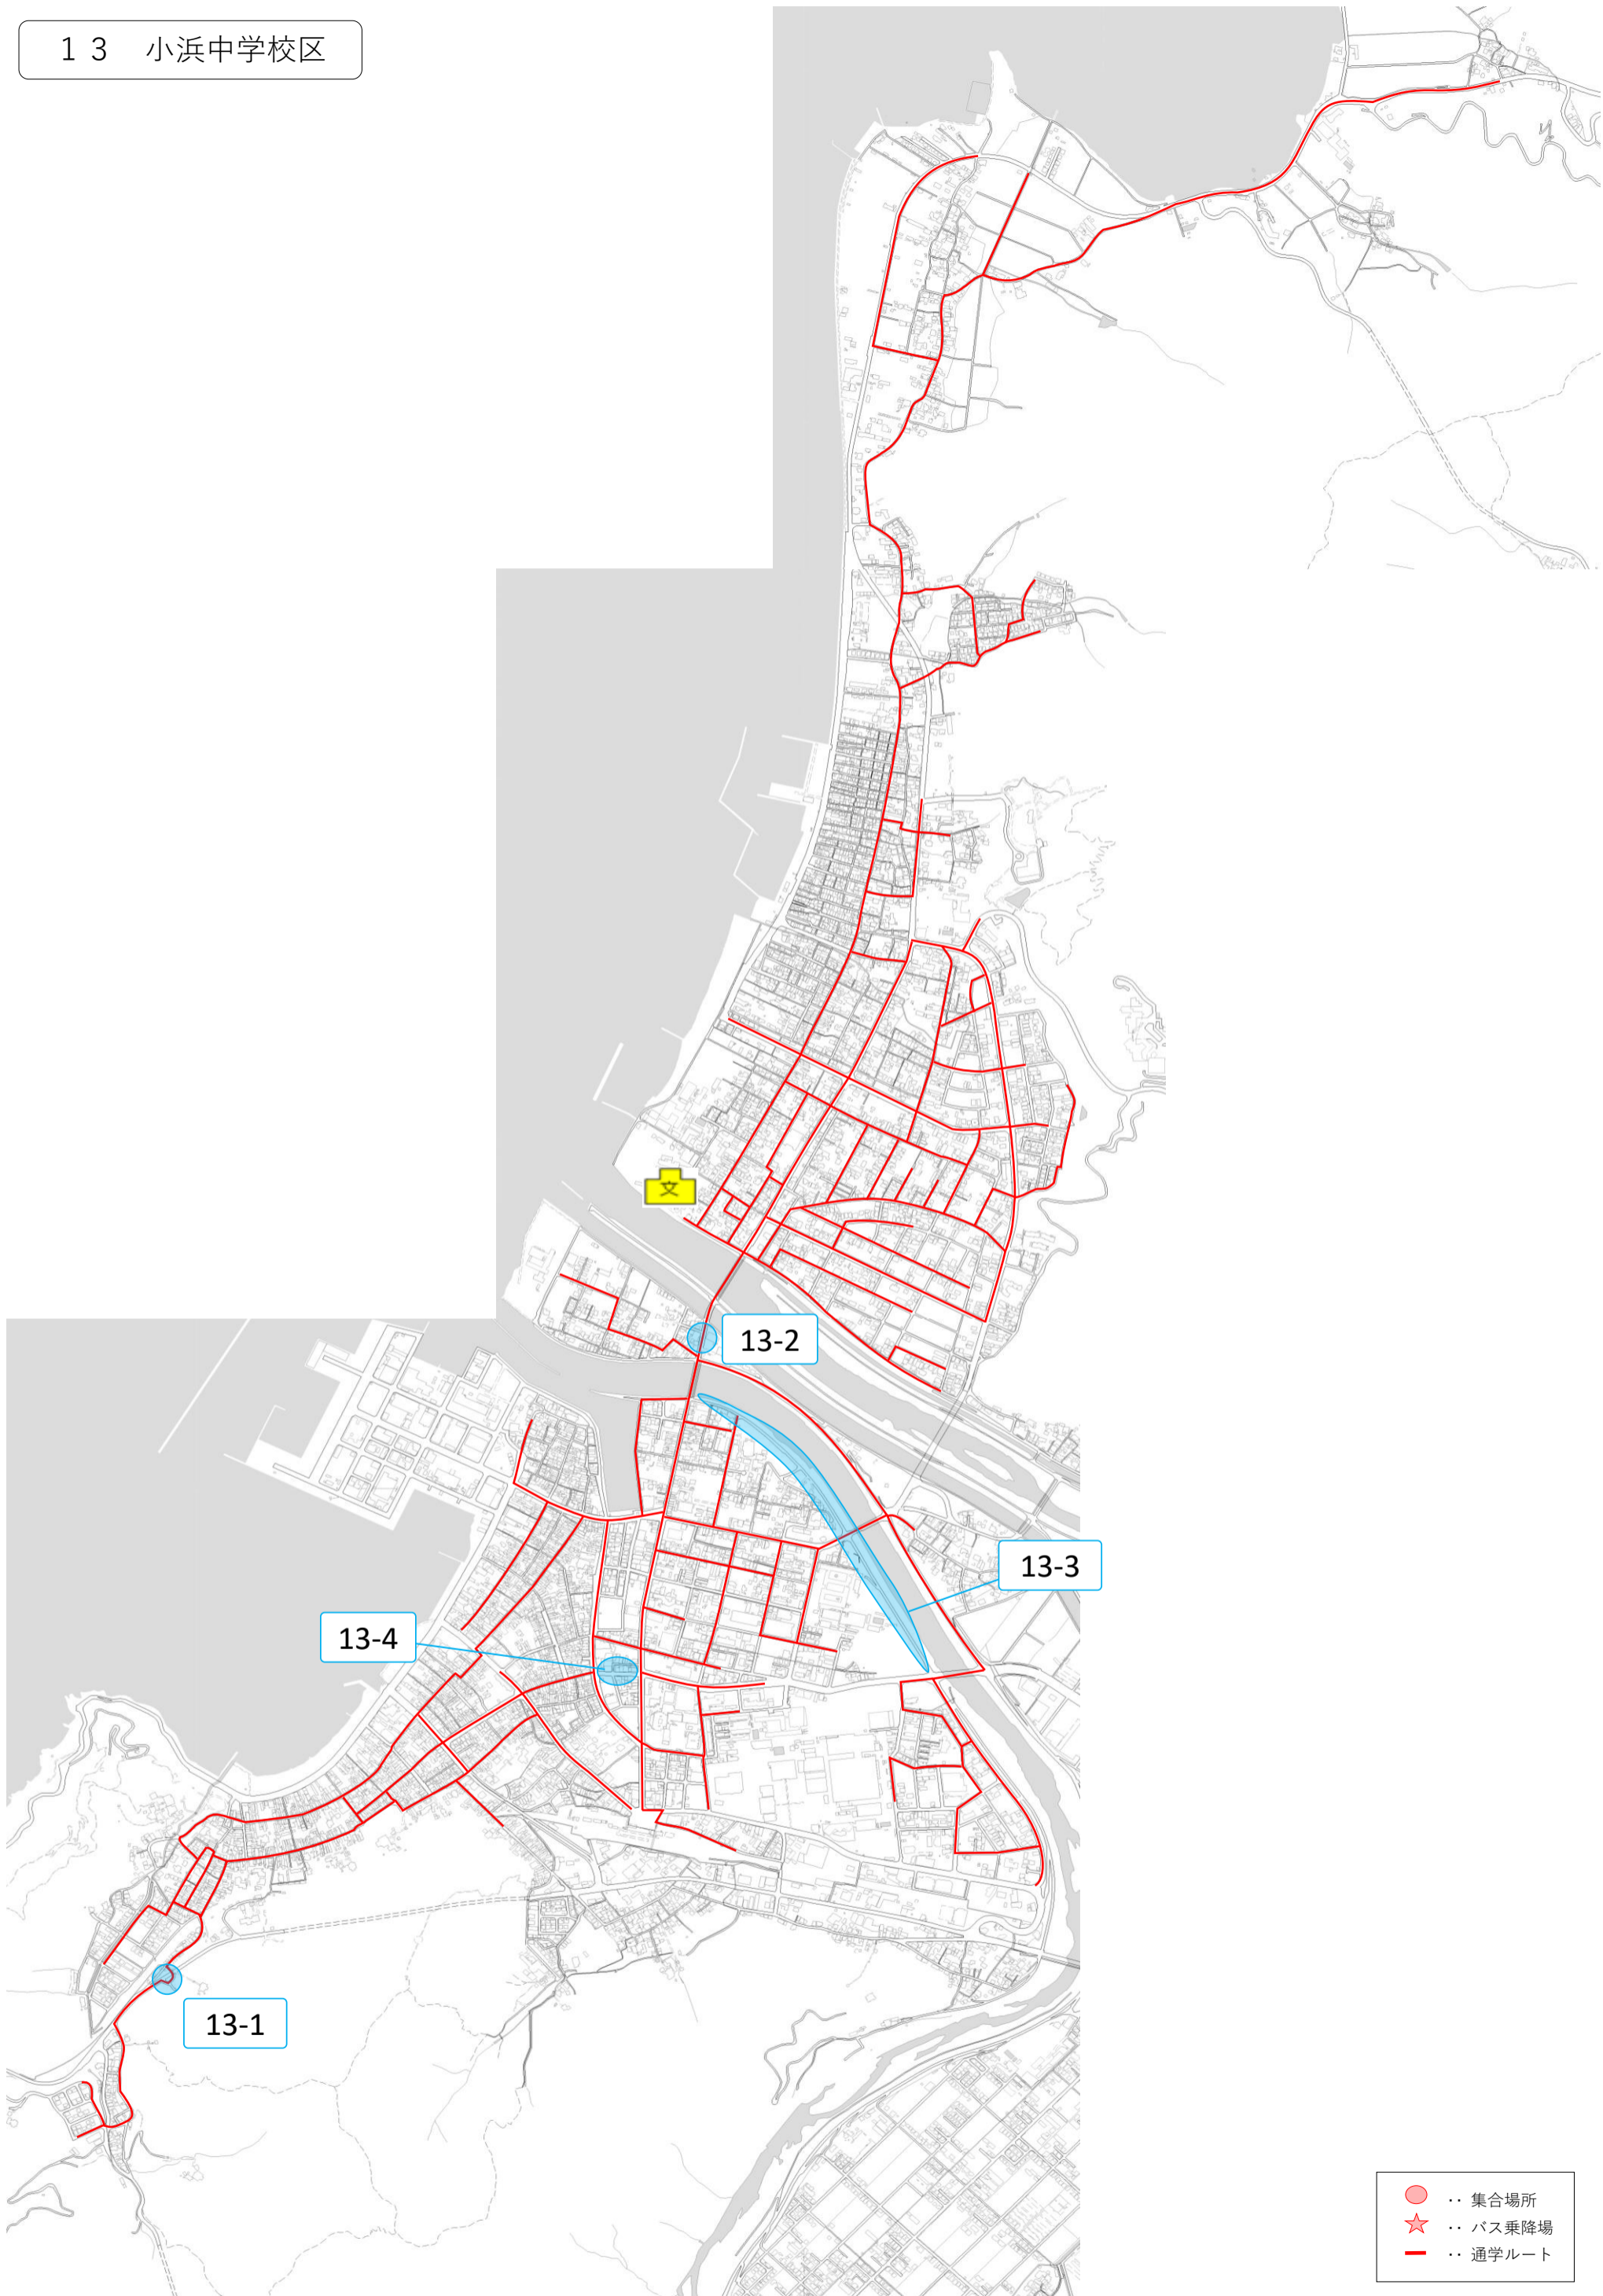 １３　小浜中学校区
文
13-2
13-3
13-4
13-1
‥ 集合場所
‥ バス乗降場
‥ 通学ルート